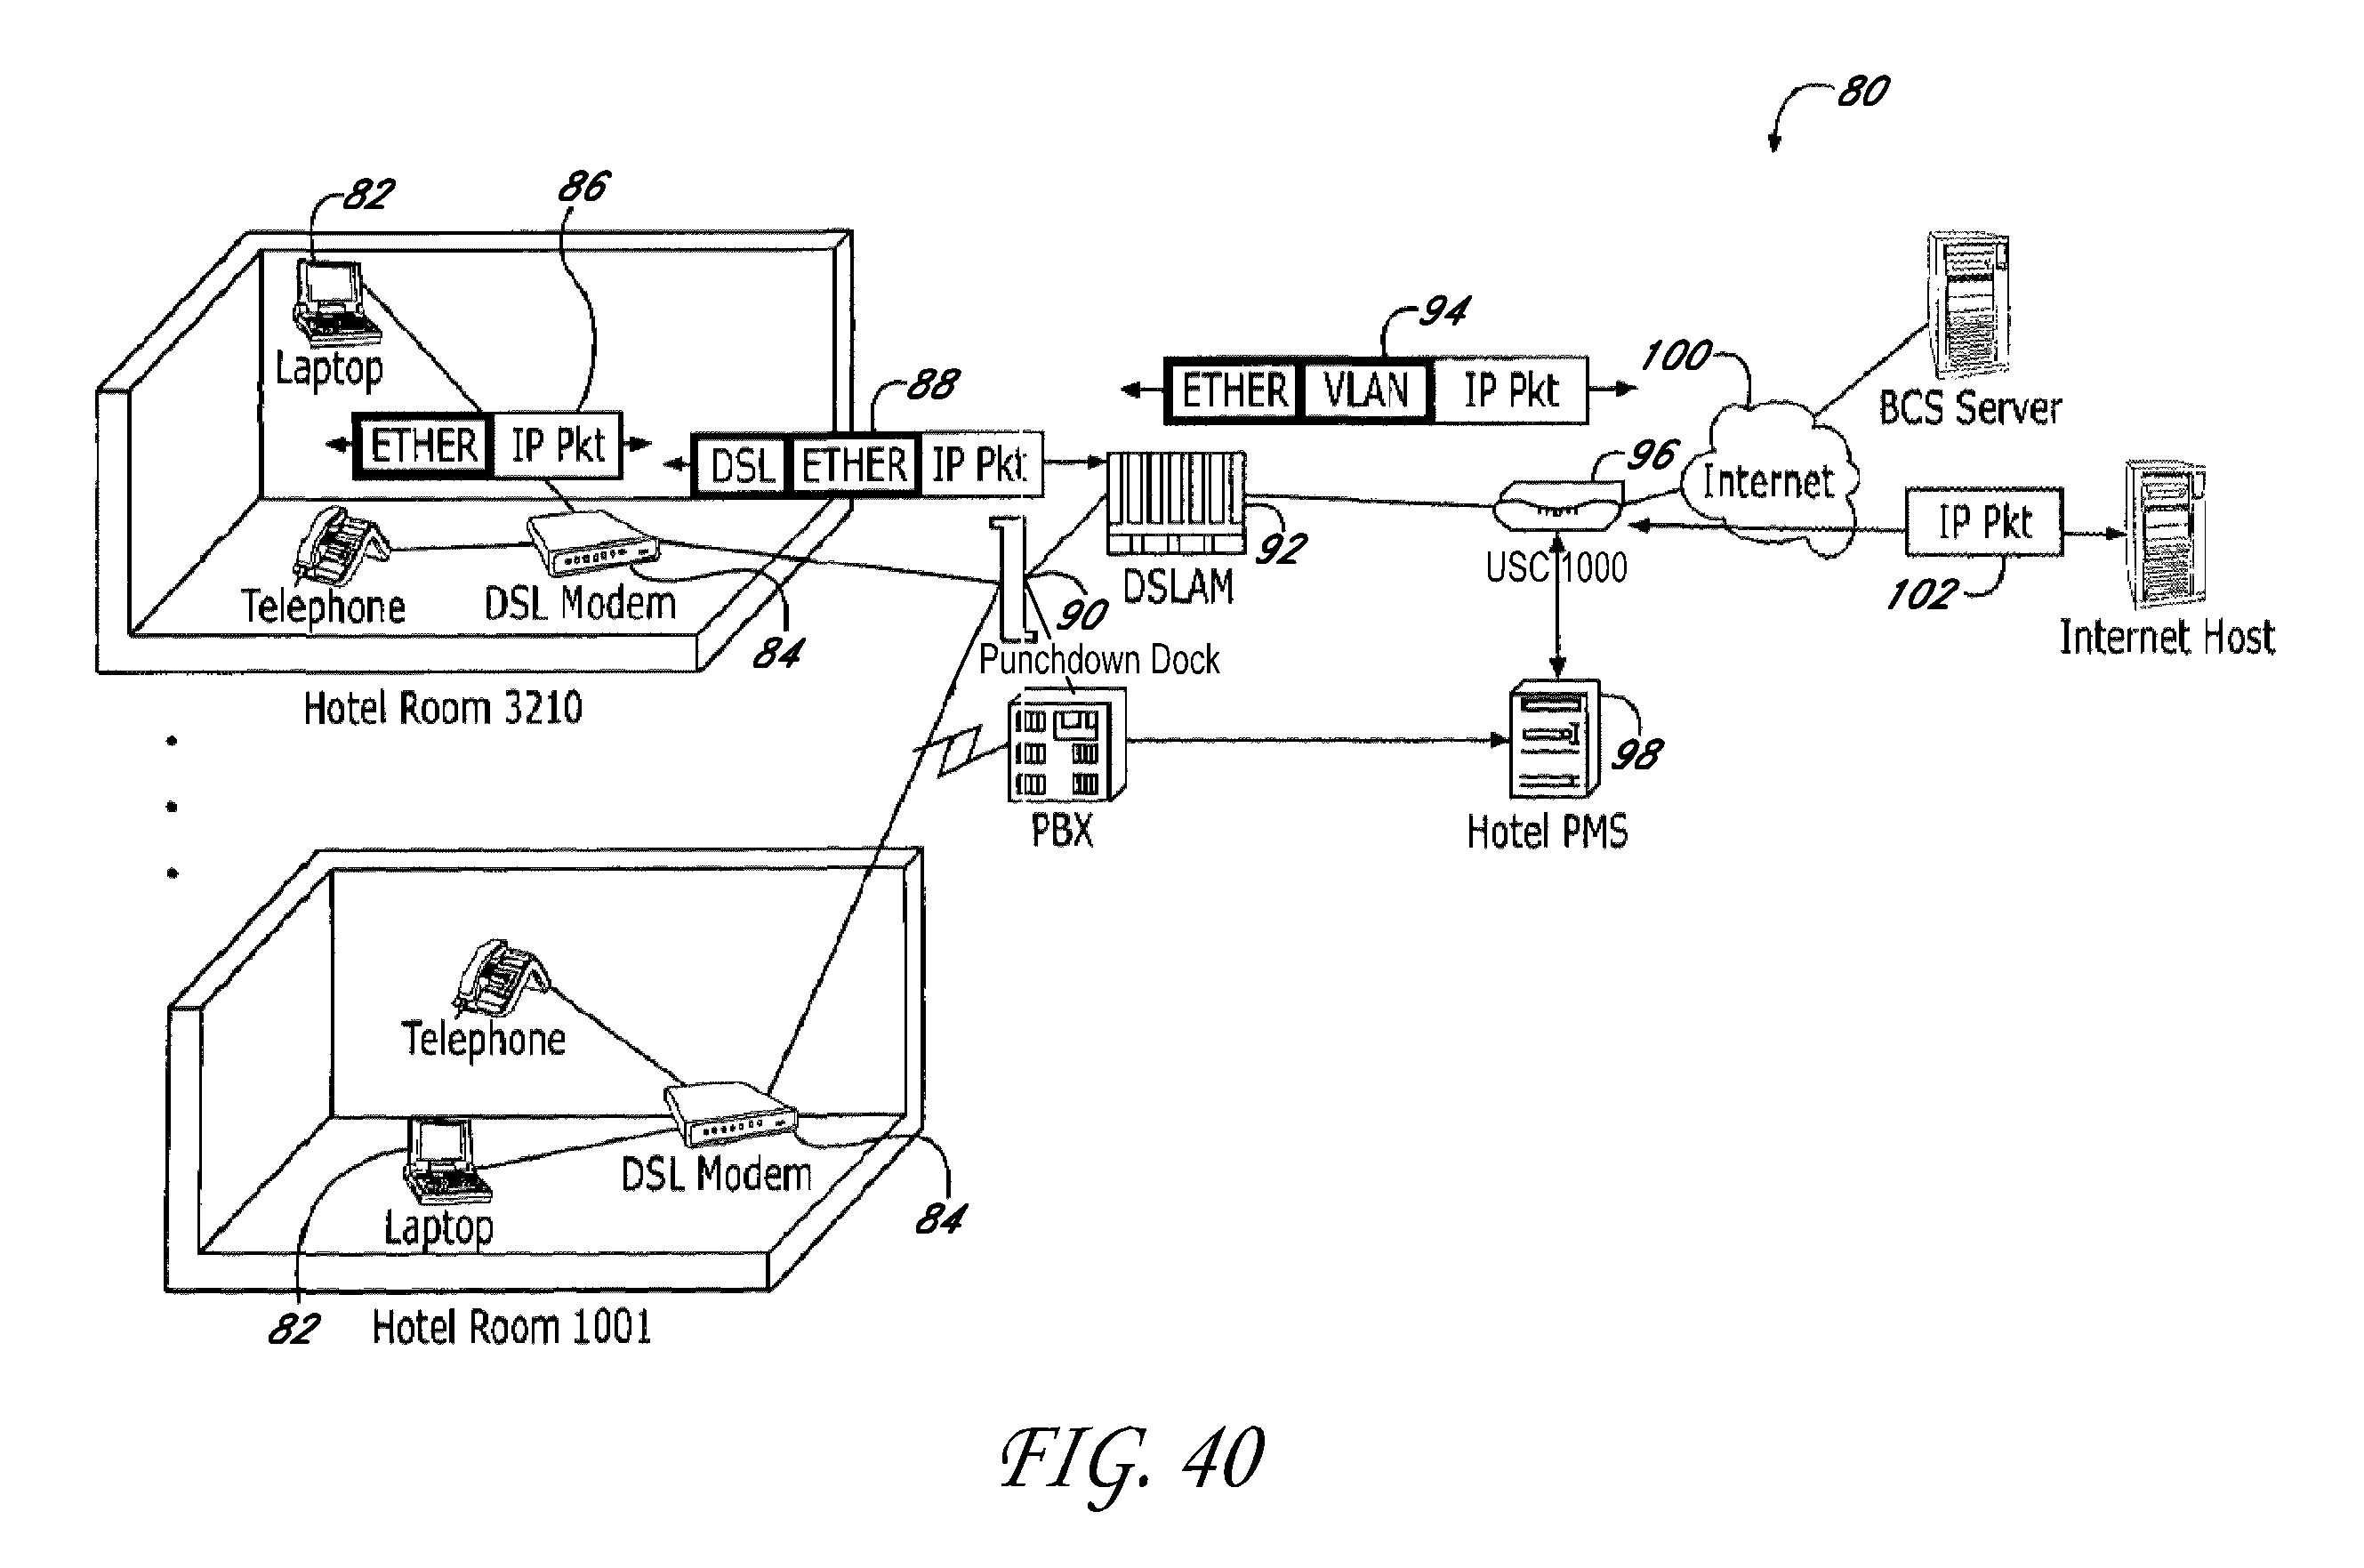 80
82
86
Laptop
ETHER IP Pkt
88
DSL ETHER IP Pkt
94
ETHER VLAN IP Pkt
100
Internet
BCS Server
96
USC 1000
IP Pkt
102
Internet Host
92
DSLAM
90
Punchdown Dock
Telephone
DSL Modem
84
Hotel Room 3210
PBX
98
Hotel PMS
Telephone
DSL Modem
84
Laptop
82
Hotel Room 1001
FIG. 40